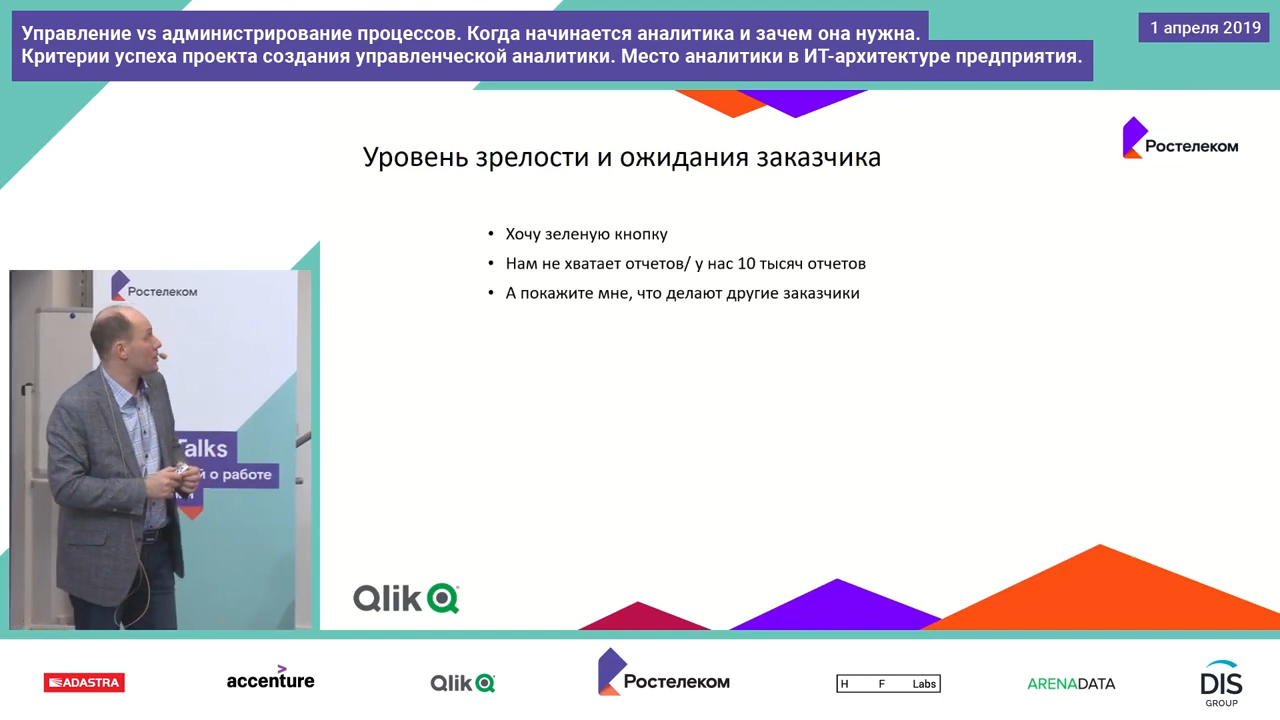 Управление vs администрирование процессов. Когда начинается аналитика и зачем она нужна.
Критерии успеха проекта создания управленческой аналитики. Место аналитики в ИТ-архитектуре предприятия.
1 апреля 2019
Ростелеком
Уровень зрелости и ожидания заказчика
• Хочу зеленую кнопку
• Нам не хватает отчетов/ у нас 10 тысяч отчетов
• А покажите мне, что делают другие заказчики
Ростелеком
Talks
й о работе
Qlik
ADASTRA
accenture
Qlik
Ростелеком
H F Labs
ARENADATA
DIS
GROUP